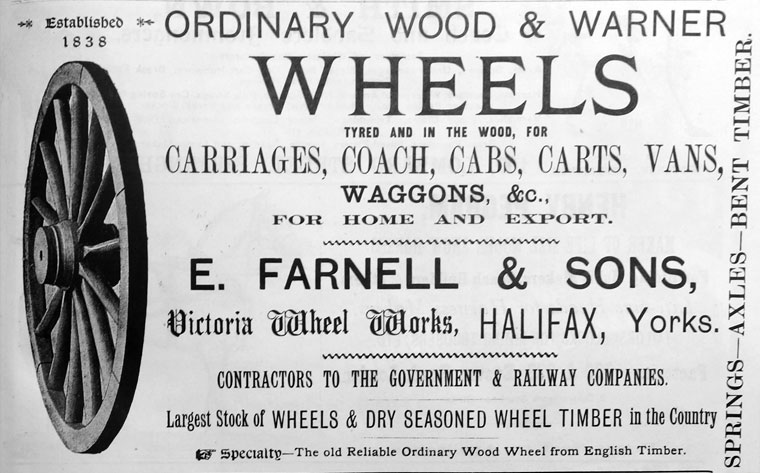 Established
1838
ORDINARY WOOD & WARNER
WHEELS
TYRED AND IN THE WOOD, FOR
CARRIAGES, COACH, CABS, CARTS, VANS,
WAGGONS, &c.,
FOR HOME AND EXPORT.
E. FARNELL & SONS,
Victoria Wheel Works, HALIFAX, Yorks.
CONTRACTORS TO THE GOVERNMENT & RAILWAY COMPANIES.
Largest Stock of WHEELS & DRY SEASONED WHEEL TIMBER in the Country
Specialty—The old Reliable Ordinary Wood Wheel from English Timber.
SPRINGS—AXLES—BENT TIMBER.